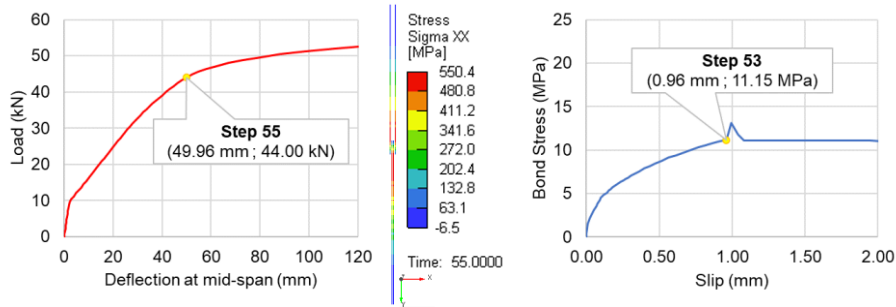 60
50
40
30
20
10
0
Load (kN)
Step 55
(49.96 mm ; 44.00 kN)
0 20 40 60 80 100 120
Deflection at mid-span (mm)
Stress
Sigma XX
[MPa]
550.4
480.8
411.2
341.6
272.0
202.4
132.8
63.1
-6.5
Time: 55.0000
z x
Y
25
20
15
10
5
0
Bond Stress (MPa)
Step 53
(0.96 mm ; 11.15 MPa)
0.00 0.50 1.00 1.50 2.00
Slip (mm)